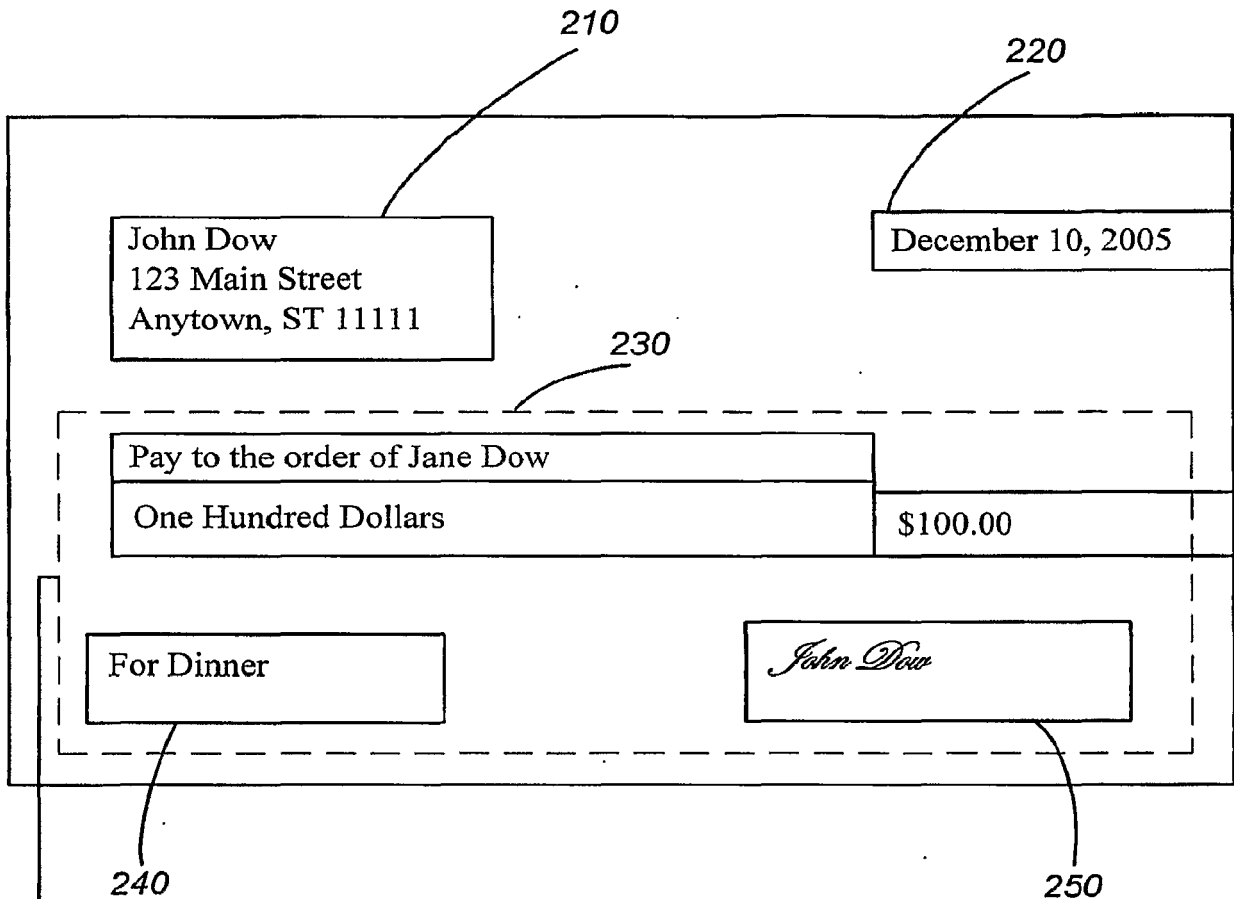 210
220
John Dow
123 Main Street
Anytown, ST 11111
December 10, 2005
230
Pay to the order of Jane Dow
One Hundred Dollars
$100.00
For Dinner
John Dow
240
250